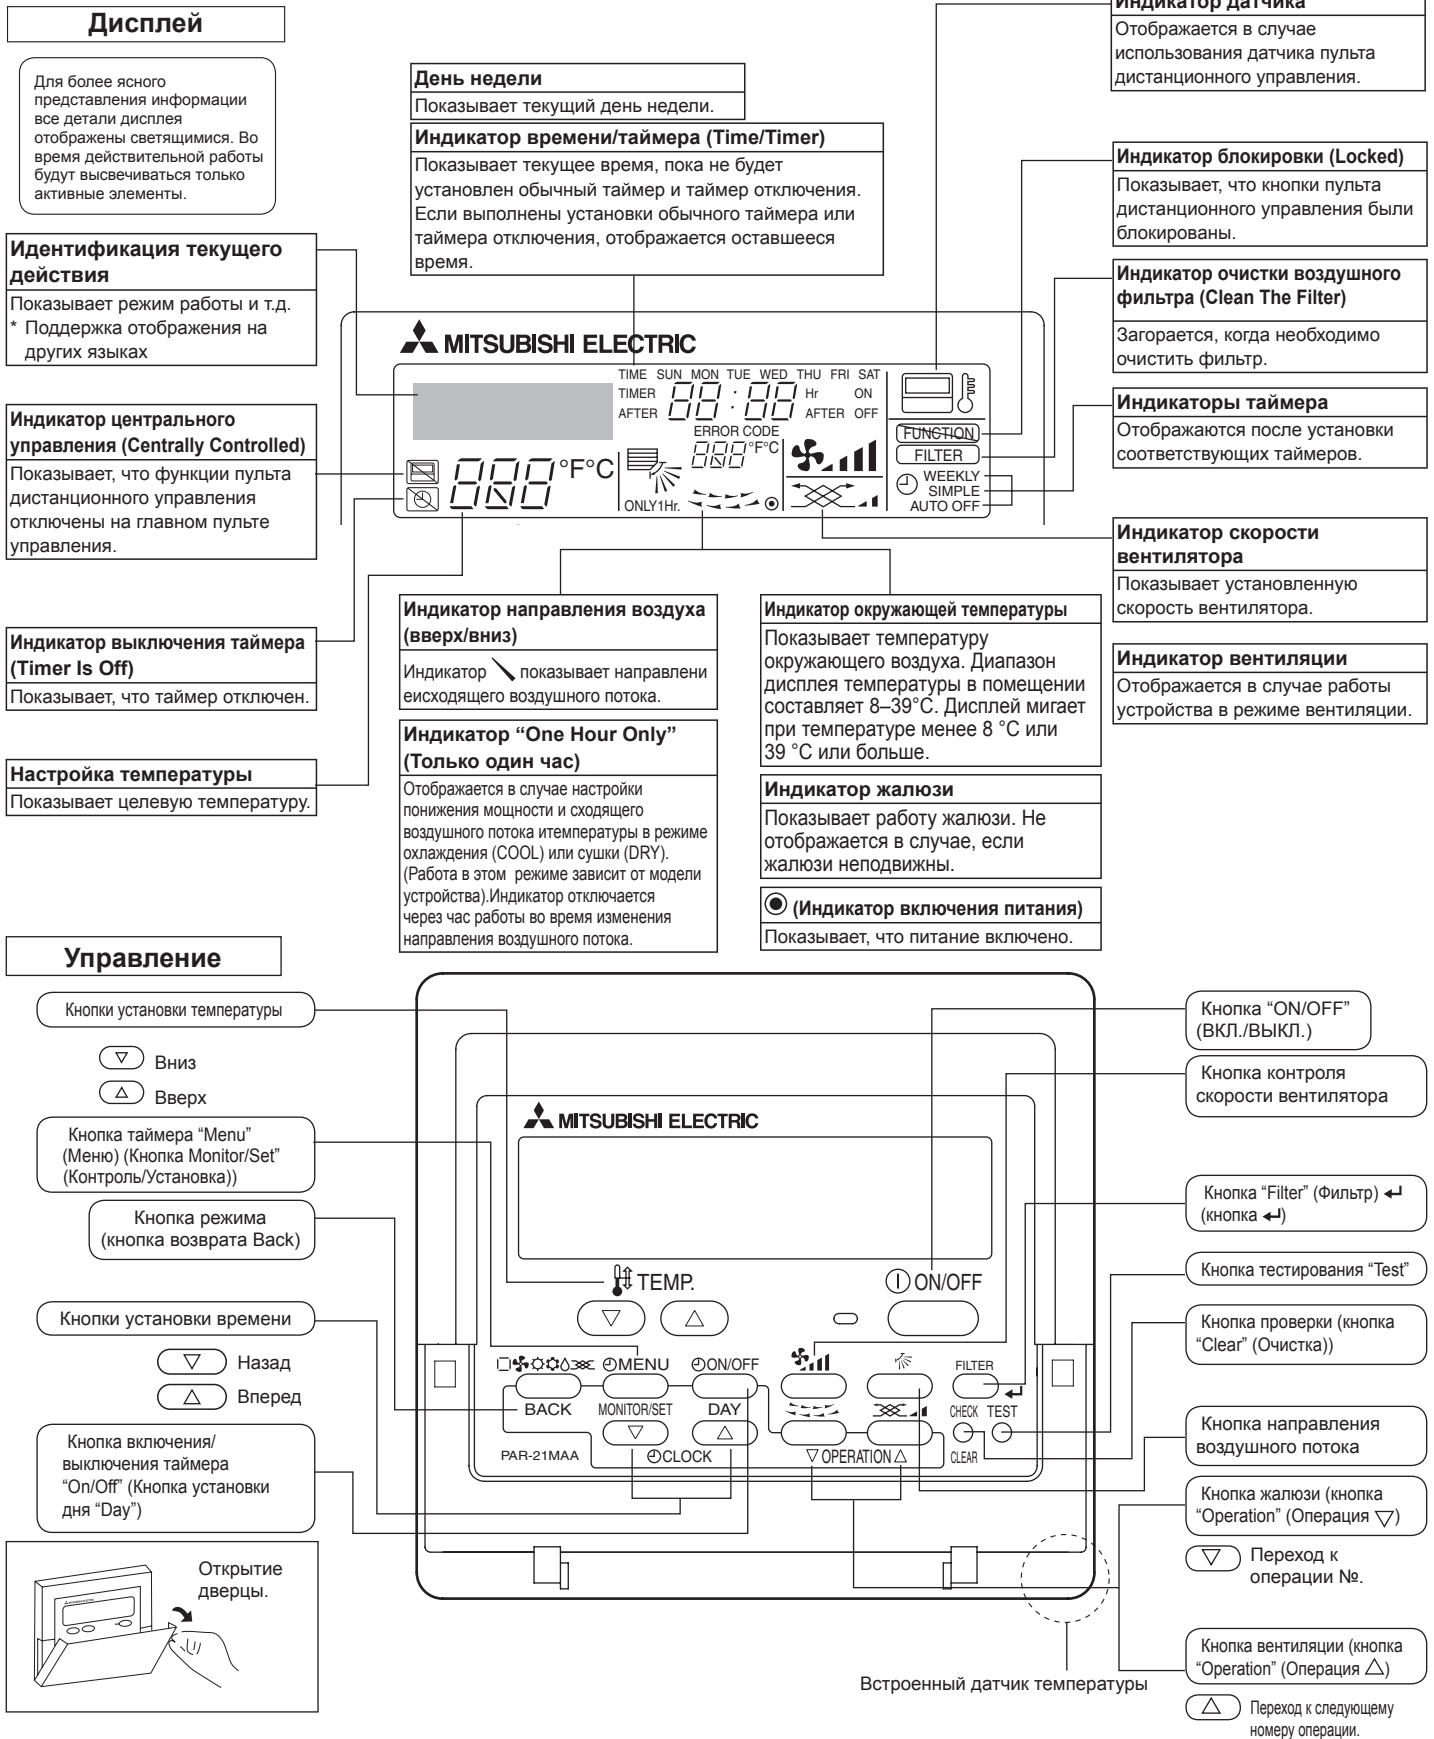 Дисплей
Для более ясного
представления информации
все детали дисплея
отображены светящимися. Во
время действительной работы
будут высвечиваться только
активные элементы.
День недели
Показывает текущий день недели.
Индикатор времени/таймера (Time/Timer)
Показывает текущее время, пока не будет
установлен обычный таймер и таймер отключения.
Если выполнены установки обычного таймера или
таймера отключения, отображается оставшееся
время.
Индикатор датчика
Отображается в случае
использования датчика пульта
дистанционного управления.
Индикатор блокировки (Locked)
Показывает, что кнопки пульта
дистанционного управления были
блокированы.
Индикатор очистки воздушного
фильтра (Clean The Filter)
Загорается, когда необходимо
очистить фильтр.
Индикаторы таймера
Отображаются после установки
соответствующих таймеров.
Индикатор скорости
вентилятора
Показывает установленную
скорость вентилятора.
Индикатор вентиляции
Отображается в случае работы
устройства в режиме вентиляции.
Идентификация текущего
действия
Показывает режим работы и т.д.
* Поддержка отображения на
других языках
Индикатор центрального
управления (Centrally Controlled)
Показывает, что функции пульта
дистанционного управления
отключены на главном пульте
управления.
Индикатор выключения таймера
(Timer Is Off)
Показывает, что таймер отключен.
Настройка температуры
Показывает целевую температуру.
MITSUBISHI ELECTRIC
TIME SUN MON TUE WED THU FRI SAT
TIMER 88:88 Hr ON
AFTER AFTER OFF
ERROR CODE
°F°C
°F°C
ONLY1Hr.
FUNCTION
FILTER
WEEKLY
SIMPLE
AUTO OFF
Индикатор направления воздуха
(вверх/вниз)
Индикатор показывает направлени
еисходящего воздушного потока.
Индикатор “One Hour Only”
(Только один час)
Отображается в случае настройки
понижения мощности и сходящего
воздушного потока итемпературы в режиме
охлаждения (COOL) или сушки (DRY).
(Работа в этом режиме зависит от модели
устройства).Индикатор отключается
через час работы во время изменения
направления воздушного потока.
Индикатор окружающей температуры
Показывает температуру
окружающего воздуха. Диапазон
дисплея температуры в помещении
составляет 8–39°C. Дисплей мигает
при температуре менее 8 °C или
39 °C или больше.
Индикатор жалюзи
Показывает работу жалюзи. Не
отображается в случае, если
жалюзи неподвижны.
(Индикатор включения питания)
Показывает, что питание включено.
Управление
Кнопки установки температуры
▽ Вниз
△ Вверх
Кнопка таймера “Menu”
(Меню) (Кнопка Monitor/Set”
(Контроль/Установка))
Кнопка режима
(кнопка возврата Back)
Кнопки установки времени
▽ Назад
△ Вперед
Кнопка включения/
выключения таймера
“On/Off” (Кнопка установки
дня “Day”)
Открытие
дверцы.
MITSUBISHI ELECTRIC
TEMP.
ON/OFF
▽ △
MENU ON/OFF FILTER
BACK MONITOR/SET DAY CHECK TEST
▽ △
PAR-21MAA CLOCK ▽ OPERATION △ CLEAR
Кнопка “ON/OFF”
(ВКЛ./ВЫКЛ.)
Кнопка контроля
скорости вентилятора
Кнопка “Filter” (Фильтр) ↵
(кнопка ↵)
Кнопка тестирования “Test”
Кнопка проверки (кнопка
“Clear” (Очистка))
Кнопка направления
воздушного потока
Кнопка жалюзи (кнопка
“Operation” (Операция ▽)
▽ Переход к
операции №.
Кнопка вентиляции (кнопка
“Operation” (Операция △)
△ Переход к следующему
номеру операции.
Встроенный датчик температуры